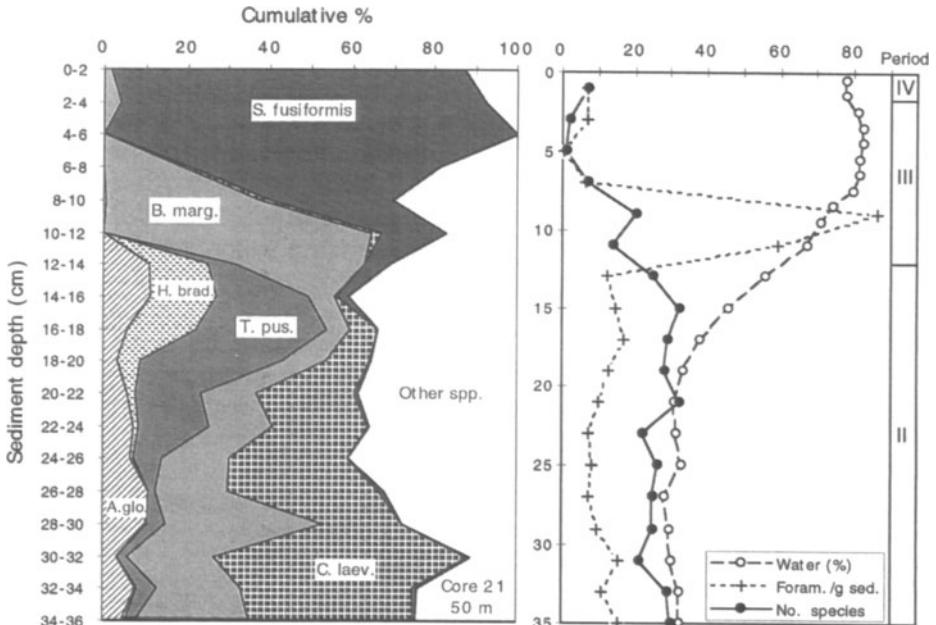 Cumulative %
0 20 40 60 80 100
0 20 40 60 80 Period
Sediment depth (cm)
0-2
2-4
4-6
6-8
8-10
10-12
12-14
14-16
16-18
18-20
20-22
22-24
24-26
26-28
28-30
30-32
32-34
34-36
S. fusiformis
B. marg.
H. brad.
T. pus.
Other spp.
A.glo.
C. laev.
Core 21
50 m
0
5
10
15
20
25
30
35
IV
III
II
Water (%)
Foram./g sed.
No. species